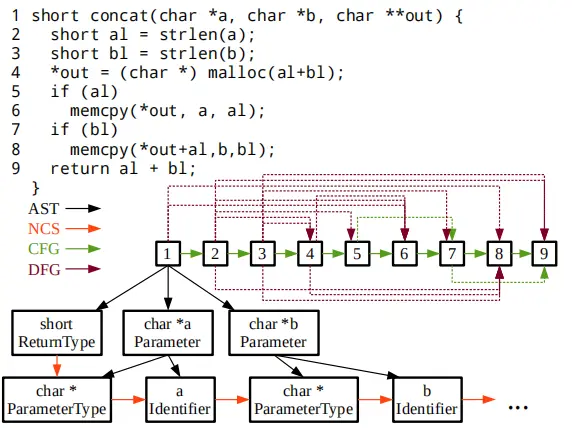 1 short concat(char *a, char *b, char **out) {
2 short al = strlen(a);
3 short bl = strlen(b);
4 *out = (char *) malloc(al+bl);
5 if (al)
6 memcpy(*out, a, al);
7 if (bl)
8 memcpy(*out+al,b,bl);
9 return al + bl;
}
AST
NCS
CFG
DFG
1 2 3 4 5 6 7 8 9
short
ReturnType
char *a
Parameter
char *b
Parameter
char *
ParameterType
a
Identifier
char *
ParameterType
b
Identifier
...